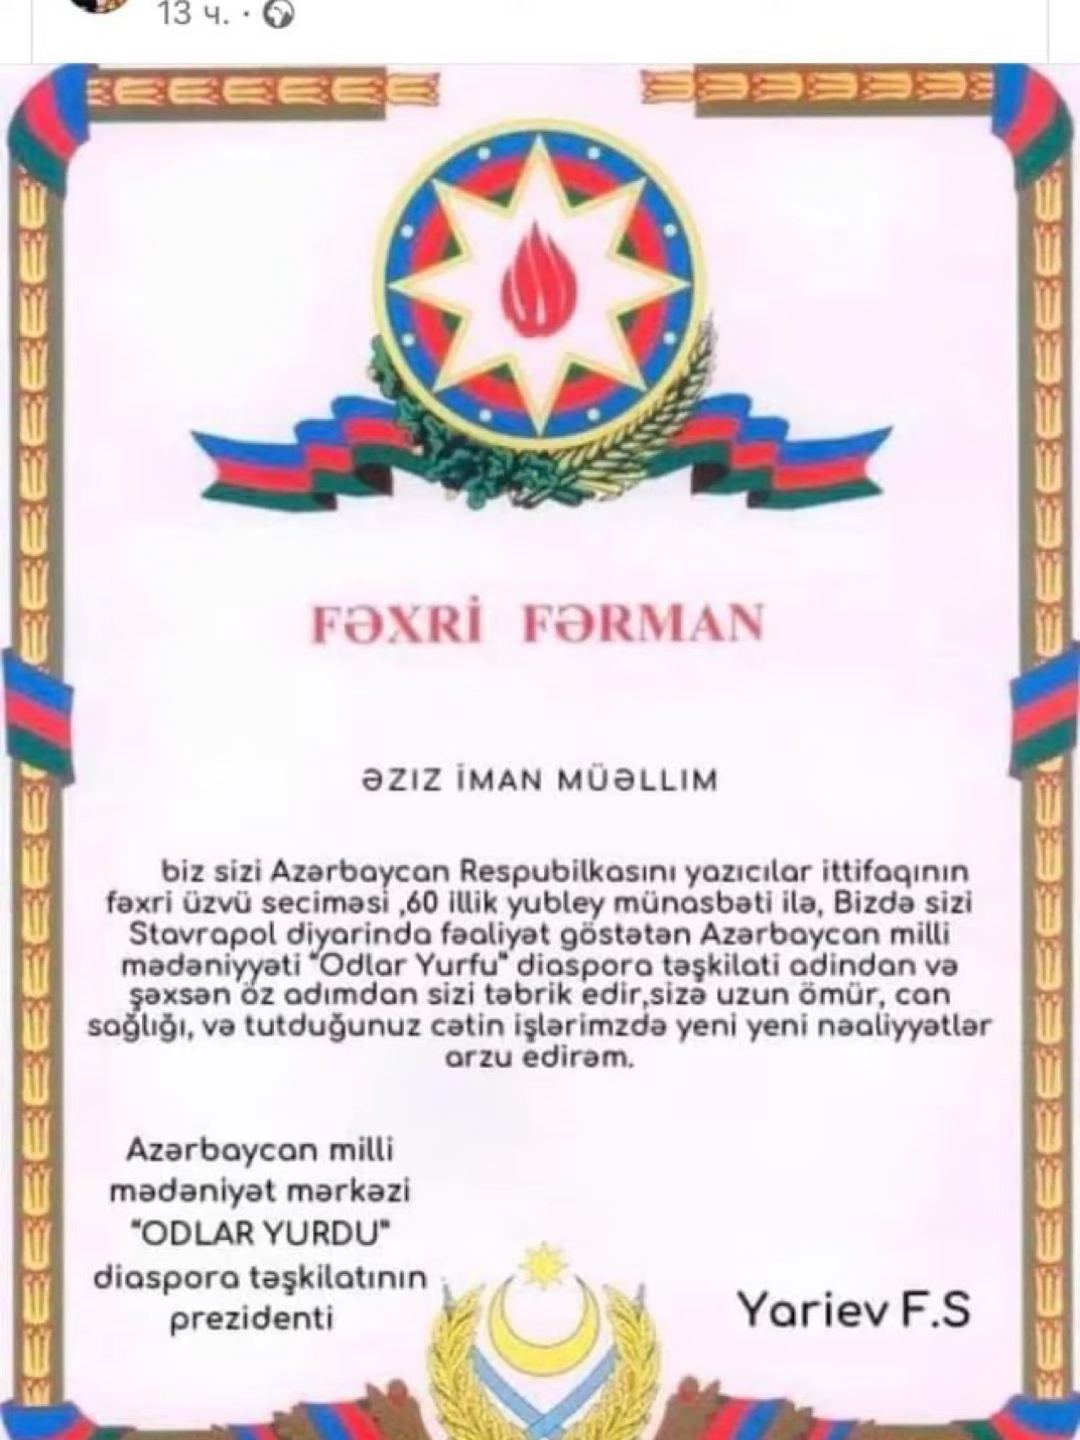 13 ч. ·
FƏXRİ FƏRMAN
ƏZIZ İMAN MÜƏLLIM
biz sizi Azərbaycan Respubilkasını yazıcılar ittifaqının
fəxri üzvü seciməsi ,60 illik yubley münasbəti ilə, Bizdə sizi
Stavrapol diyarinda fəaliyət göstətən Azərbaycan milli
mədəniyyəti "Odlar Yurfu" diaspora təşkilati adindan və
şəxsən öz adımdan sizi təbrik edir,sizə uzun ömür, can
sağlığı, və tutduğunuz cətin işlərimzdə yeni yeni nəaliyyətlər
arzu edirəm.
Azərbaycan milli
mədəniyət mərkəzi
"ODLAR YURDU"
diaspora təşkilatının
prezidenti
Yariev F.S